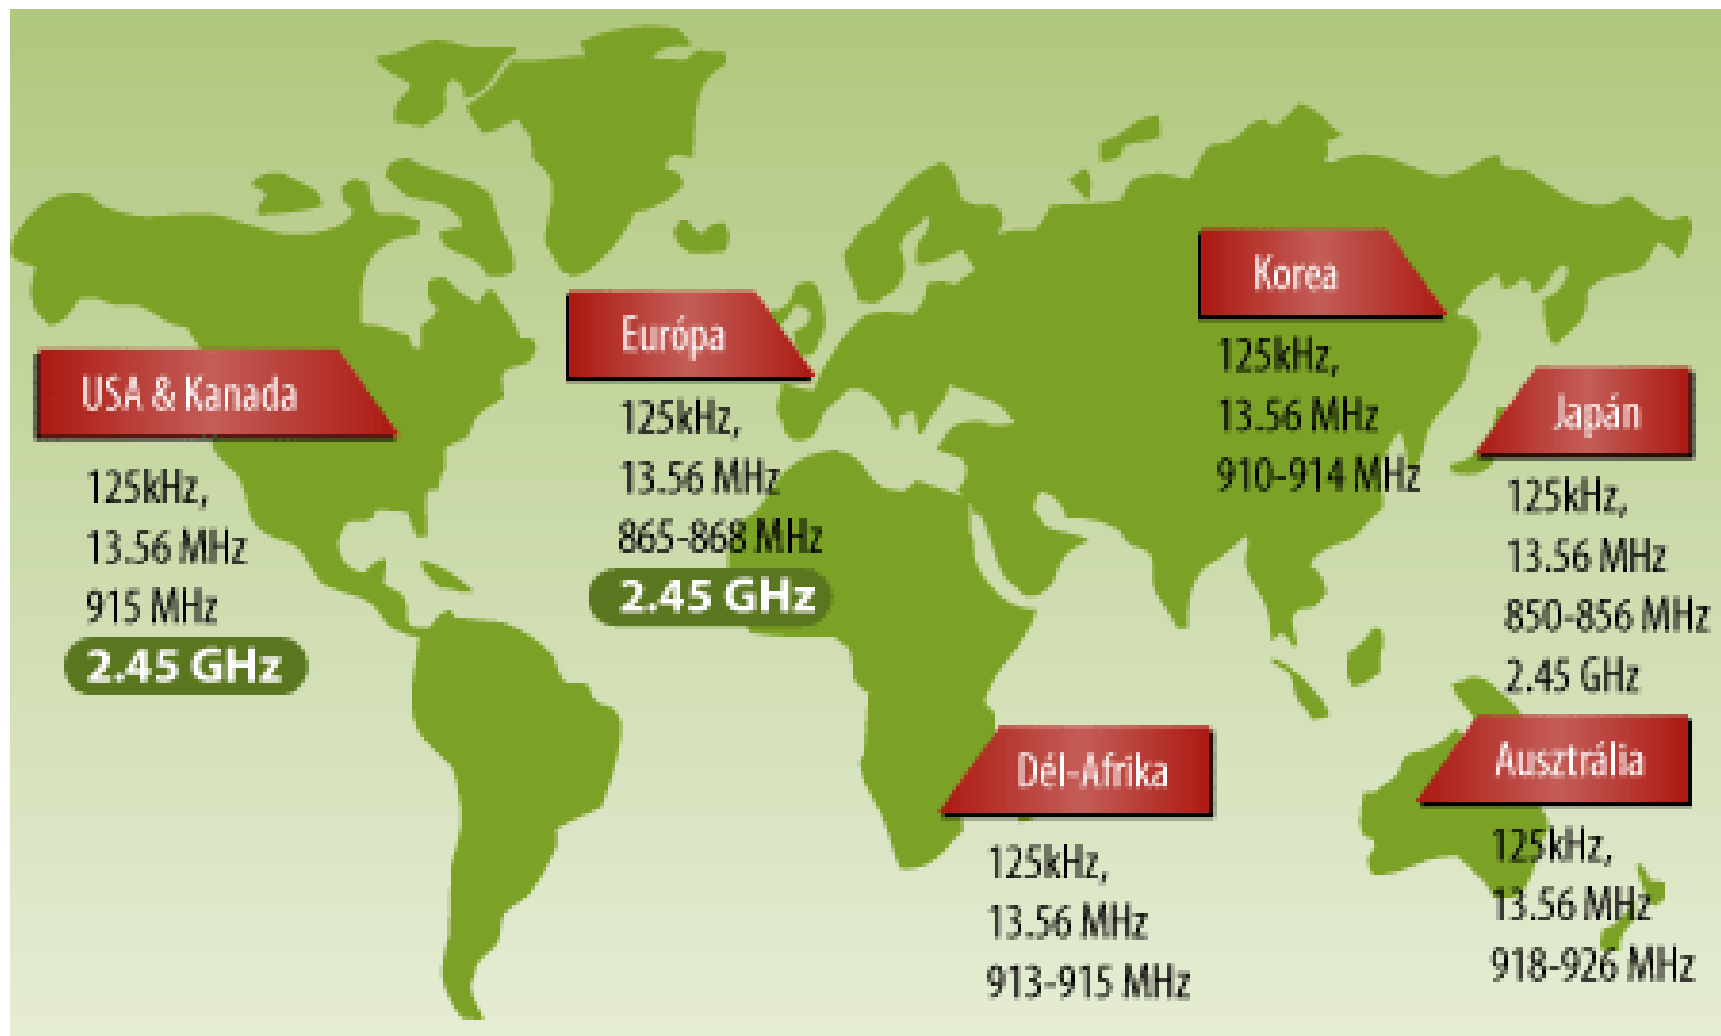 USA & Kanada
125kHz,
13.56 MHz
915 MHz
2.45 GHz
Európa
125kHz,
13.56 MHz
865-868 MHz
2.45 GHz
Korea
125kHz,
13.56 MHz
910-914 MHz
Japán
125kHz,
13.56 MHz
850-856 MHz
2.45 GHz
Dél-Afrika
125kHz,
13.56 MHz
913-915 MHz
Ausztrália
125kHz,
13.56 MHz
918-926 MHz